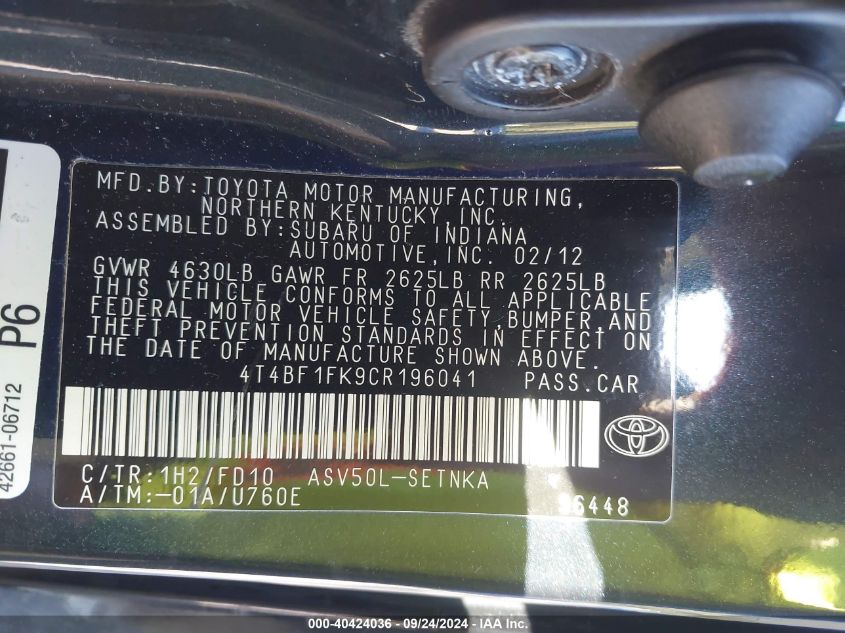 MFD.BY:TOYOTA MOTOR MANUFACTURING,
NORTHERN KENTUCKY,INC.
ASSEMBLED BY:SUBARU OF INDIANA
AUTOMOTIVE,INC. 02/12
GVWR 4630LB GAWR FR 2625LB RR 2625LB
THIS VEHICLE CONFORMS TO ALL APPLICABLE
FEDERAL MOTOR VEHICLE SAFETY,BUMPER,AND
THEFT PREVENTION STANDARDS IN EFFECT ON
THE DATE OF MANUFACTURE SHOWN ABOVE.
4T4BF1FK9CR196041 PASS.CAR
C/TR:1H2/FD10 ASV50L-SETNKA
A/TM:-01A/U760E
P6
42661-06712
000-40424036 - 09/24/2024 - IAA Inc.